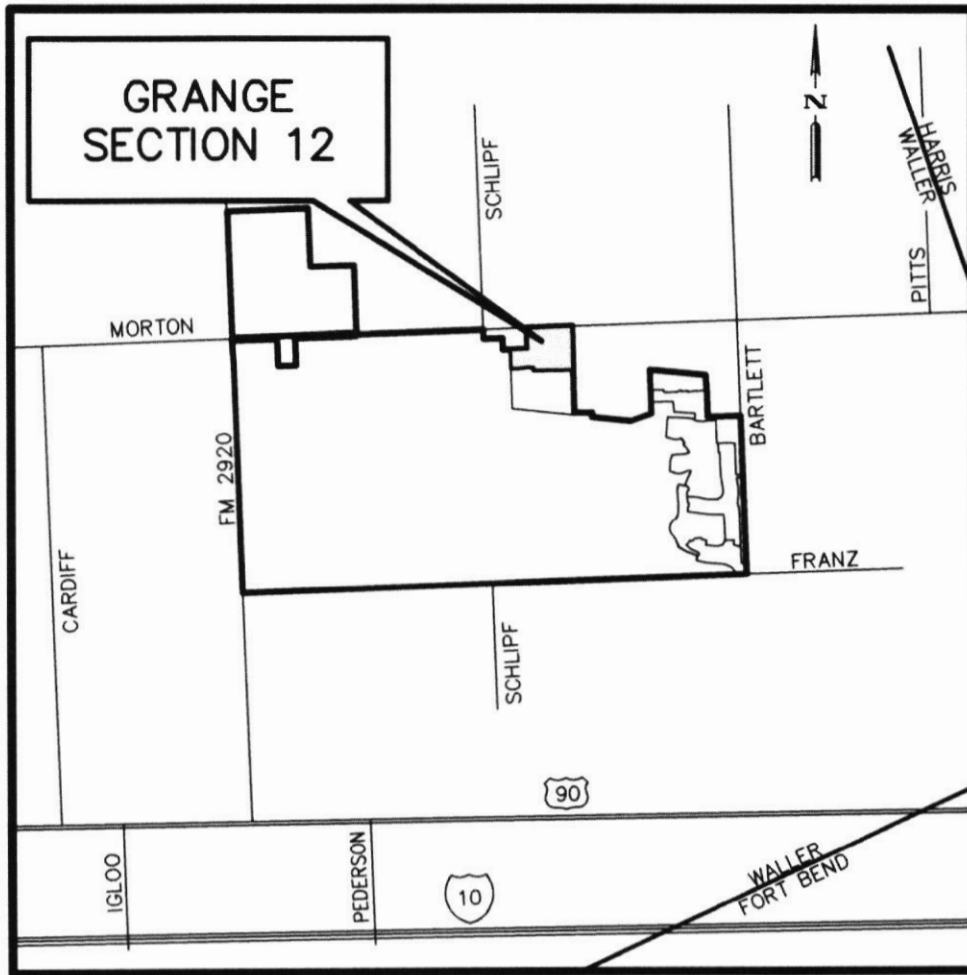 GRANGE
SECTION 12
N
SCHLIPF
HARRIS
WALLER
PITTS
MORTON
BARTLETT
FM 2920
CARDIFF
FRANZ
SCHLIPF
90
IGLOO
PEDERSON
10
WALLER
FORT BEND